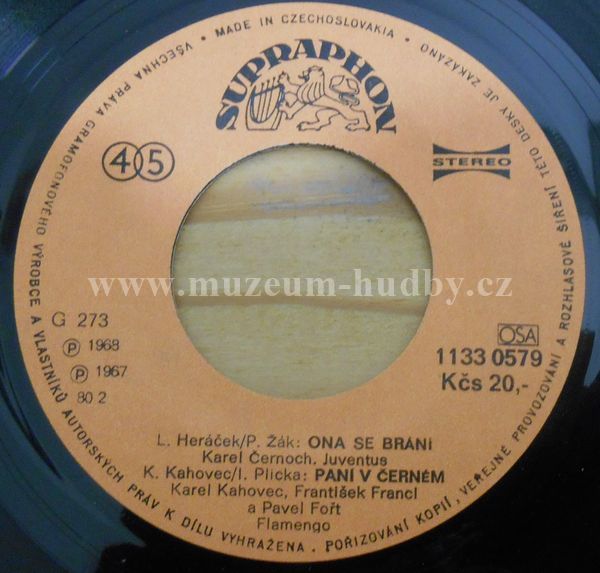 VŠECHNA PRÁVA GRAMOFONOVÉHO VÝROBCE A VLASTNÍKŮ AUTORSKÝCH PRÁV K DÍLU VYHRAŽENA. POŘIZOVÁNÍ KOPIÍ, VEŘEJNÉ PROVOZOVÁNÍ A ROZHLASOVÉ ŠÍŘENÍ TÉTO DESKY JE ZAKÁZÁNO
• MADE IN CZECHOSLOVAKIA •
SUPRAPHON
45
STEREO
www.muzeum-hudby.cz
G 273
Ⓟ 1968
Ⓟ 1967
80 2
OSA
1133 0579
Kčs 20,-
L. Heráček/P. Žák: ONA SE BRÁNÍ
Karel Černoch, Juventus
K. Kahovec/I. Plicka: PANÍ V ČERNÉM
Karel Kahovec, František Francl
a Pavel Fořt
Flamengo